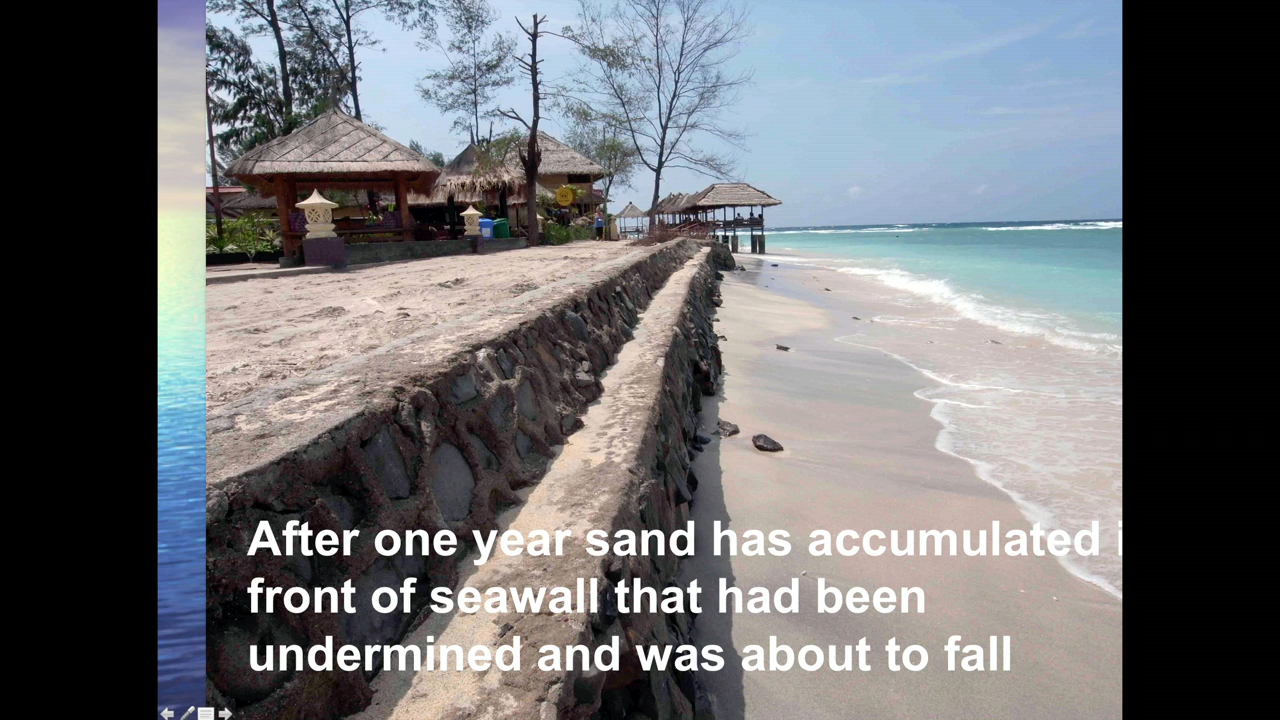 After one year sand has accumulated i
front of seawall that had been
undermined and was about to fall